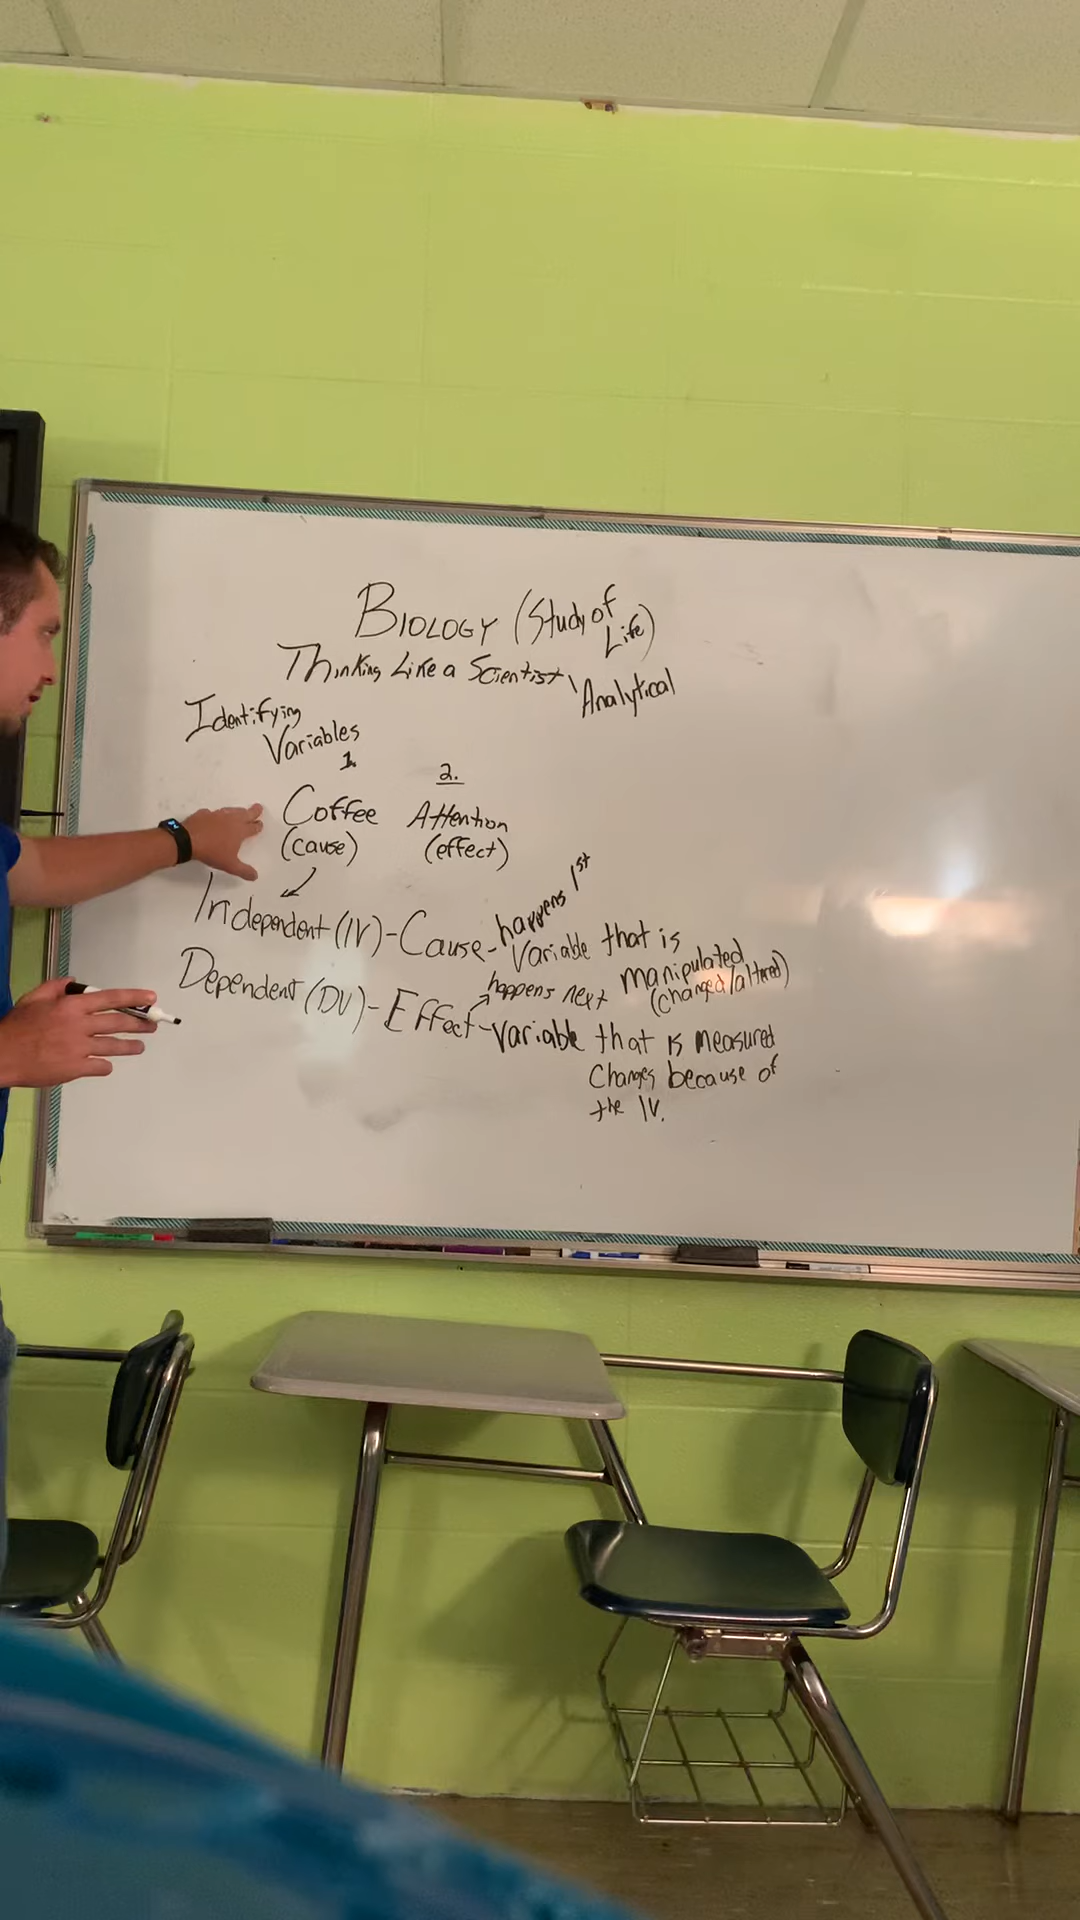 BIOLOGY (Study of Life)
Thinking Like a Scientist \ Analytical
Identifying
Variables
1. 2.
Coffee Attention
(cause) (effect)
happens 1st
Independent (IV) - Cause - Variable that is
manipulated
(changed/altered)
happens next
Dependent (DV) - Effect - variable that is measured
Changes because of
the IV.